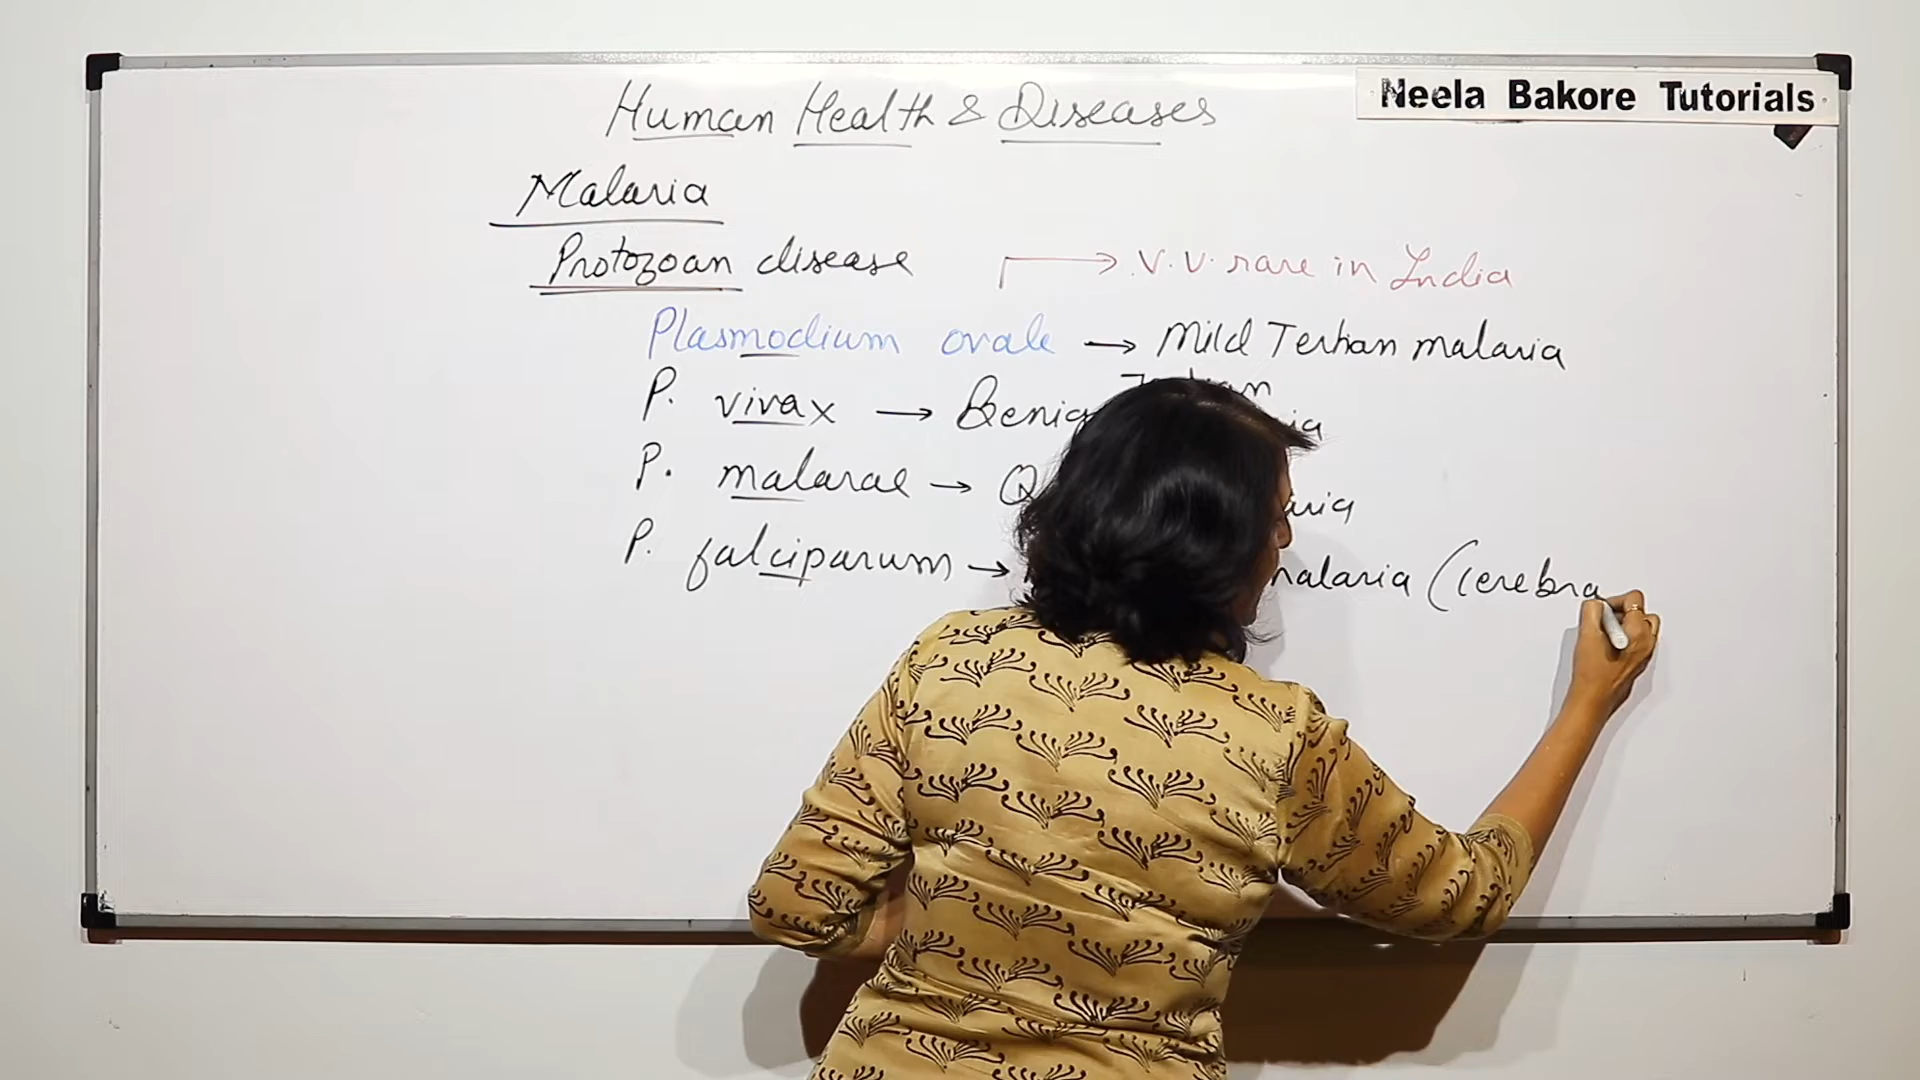 Human Health & Diseases
Neela Bakore Tutorials
Malaria
Protozoan disease
V.V. rare in India
Plasmodium ovale → Mild Tertian malaria
P. vivax →
P. malarae →
P. falciparum → malaria (Cerebra